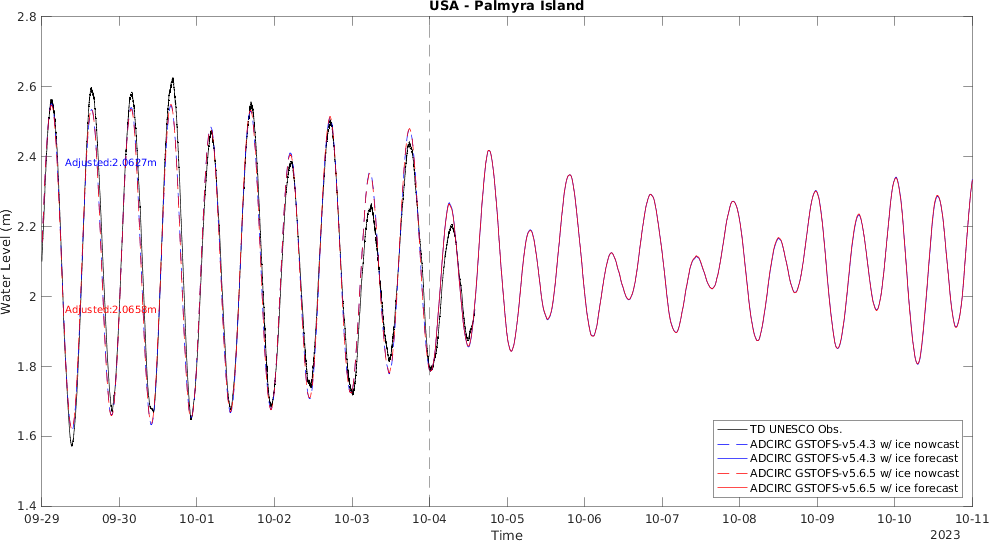 USA - Palmyra Island
2.8
2.6
2.4
2.2
2
1.8
1.6
1.4
Water Level (m)
Adjusted:2.0627m
Adjusted:2.0658m
TD UNESCO Obs.
ADCIRC GSTOFS-v5.4.3 w/ ice nowcast
ADCIRC GSTOFS-v5.4.3 w/ ice forecast
ADCIRC GSTOFS-v5.6.5 w/ ice nowcast
ADCIRC GSTOFS-v5.6.5 w/ ice forecast
09-29 09-30 10-01 10-02 10-03 10-04 10-05 10-06 10-07 10-08 10-09 10-10 10-11
Time
2023